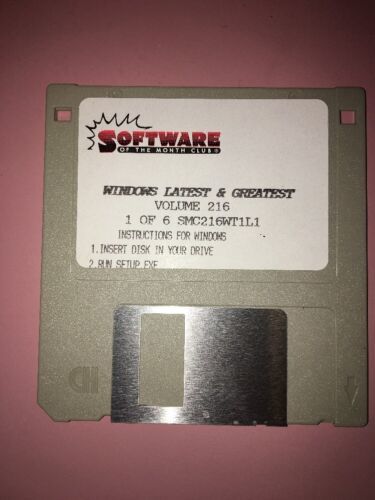 SOFTWARE
OF THE MONTH CLUB®
WINDOWS LATEST & GREATEST
VOLUME 216
1 OF 6 SMC216WT1L1
INSTRUCTIONS FOR WINDOWS
1.INSERT DISK IN YOUR DRIVE
2.RUN SETUP.EXE
HD